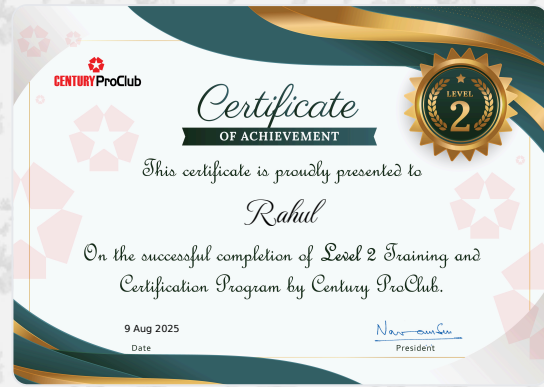 CENTURY ProClub
Certificate
OF ACHIEVEMENT
LEVEL
2
This certificate is proudly presented to
Rahul
On the successful completion of Level 2 Training and
Certification Program by Century ProClub.
9 Aug 2025
Date
President